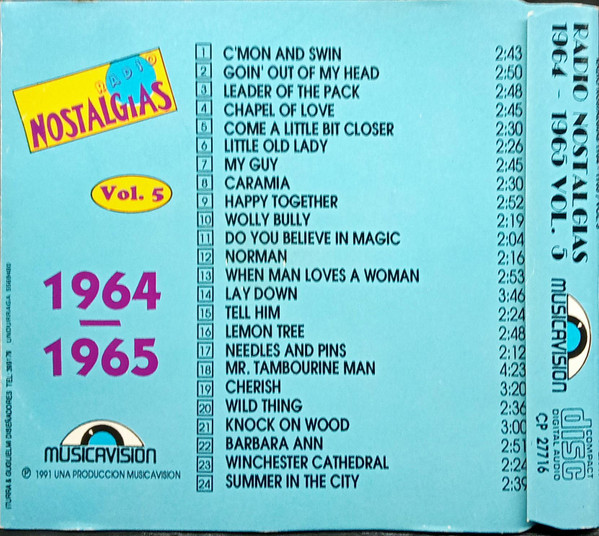 RADIO
NOSTALGIAS
Vol. 5
1964
1965
MUSICAVISION
℗ 1991 UNA PRODUCCION MUSICAVISION
1 C'MON AND SWIN 2:43
2 GOIN' OUT OF MY HEAD 2:50
3 LEADER OF THE PACK 2:48
4 CHAPEL OF LOVE 2:45
5 COME A LITTLE BIT CLOSER 2:30
6 LITTLE OLD LADY 2:26
7 MY GUY 2:45
8 CARAMIA 2:30
9 HAPPY TOGETHER 2:52
10 WOLLY BULLY 2:19
11 DO YOU BELIEVE IN MAGIC 2:04
12 NORMAN 2:16
13 WHEN MAN LOVES A WOMAN 2:53
14 LAY DOWN 3:46
15 TELL HIM 2:24
16 LEMON TREE 2:48
17 NEEDLES AND PINS 2:12
18 MR. TAMBOURINE MAN 4:23
19 CHERISH 3:20
20 WILD THING 2:36
21 KNOCK ON WOOD 3:00
22 BARBARA ANN 2:51
23 WINCHESTER CATHEDRAL 2:24
24 SUMMER IN THE CITY 2:39
ITURRA & GUGLIELMI DISEÑADORES TEL.
RADIO NOSTALGIAS
1964 - 1965 VOL. 5
MUSICAVISION
COMPACT
disc
DIGITAL AUDIO
CP 27716